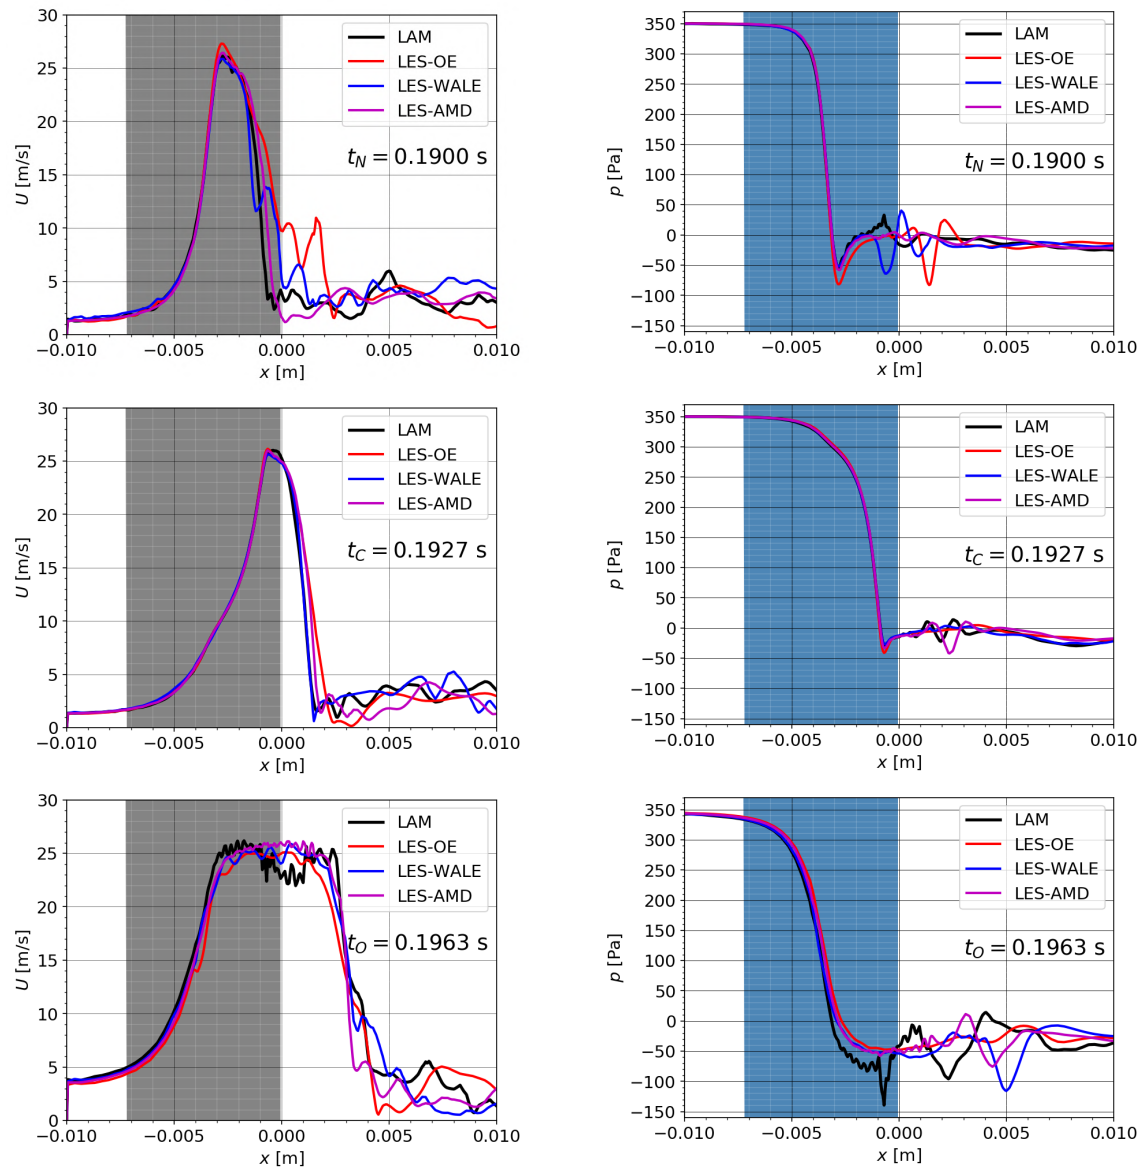 30
25
20
15
10
5
0
U [m/s]
LAM
LES-OE
LES-WALE
LES-AMD
t_N = 0.1900 s
−0.010 −0.005 0.000 0.005 0.010
x [m]
350
300
250
200
150
100
50
0
−50
−100
−150
p [Pa]
LAM
LES-OE
LES-WALE
LES-AMD
t_N = 0.1900 s
−0.010 −0.005 0.000 0.005 0.010
x [m]
30
25
20
15
10
5
0
U [m/s]
LAM
LES-OE
LES-WALE
LES-AMD
t_C = 0.1927 s
−0.010 −0.005 0.000 0.005 0.010
x [m]
350
300
250
200
150
100
50
0
−50
−100
−150
p [Pa]
LAM
LES-OE
LES-WALE
LES-AMD
t_C = 0.1927 s
−0.010 −0.005 0.000 0.005 0.010
x [m]
30
25
20
15
10
5
0
U [m/s]
LAM
LES-OE
LES-WALE
LES-AMD
t_O = 0.1963 s
−0.010 −0.005 0.000 0.005 0.010
x [m]
350
300
250
200
150
100
50
0
−50
−100
−150
p [Pa]
LAM
LES-OE
LES-WALE
LES-AMD
t_O = 0.1963 s
−0.010 −0.005 0.000 0.005 0.010
x [m]